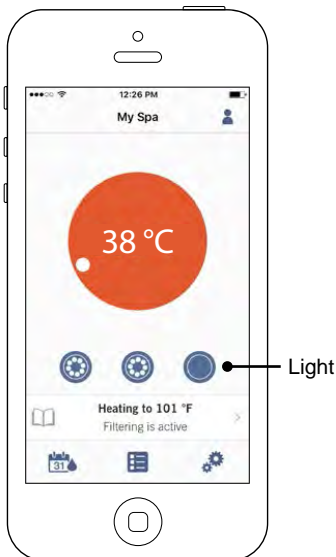 12:26 PM
My Spa
38 °C
Light
Heating to 101 °F
Filtering is active
31